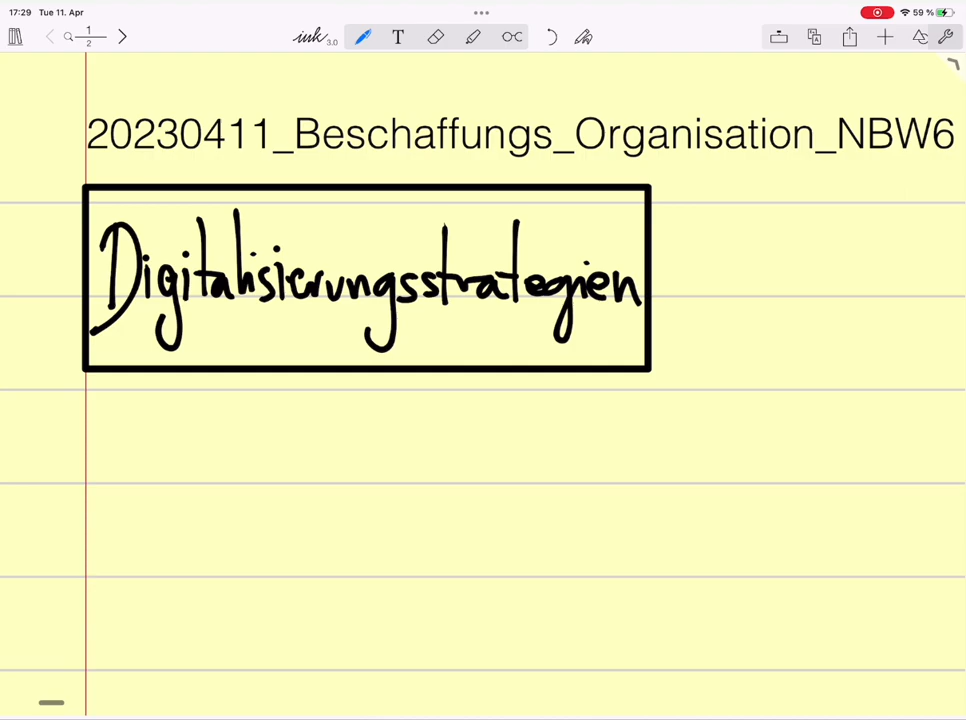 17:29 Tue 11. Apr
59 %
1
2
ink 3.0
T
A
20230411_Beschaffungs_Organisation_NBW6
Digitalisierungsstrategien